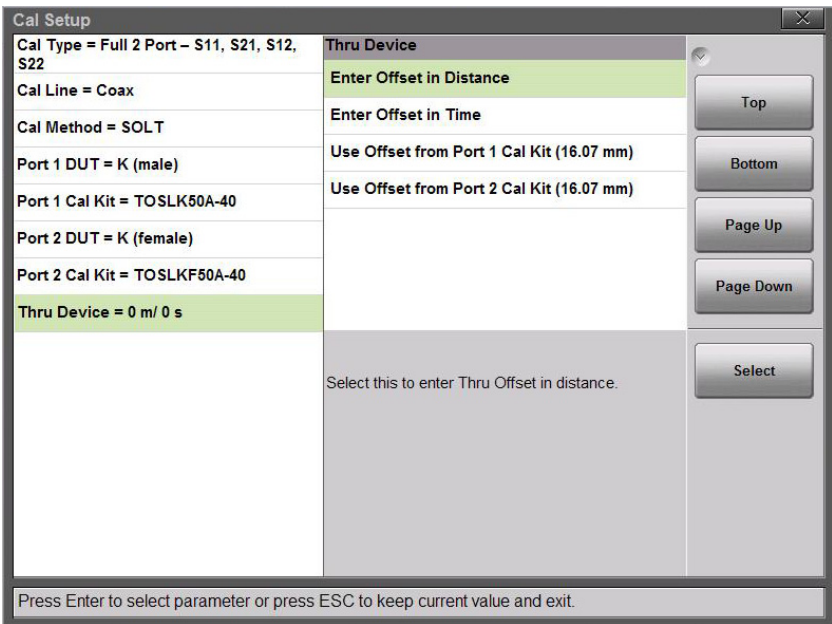 Cal Setup
Cal Type = Full 2 Port – S11, S21, S12,
S22
Cal Line = Coax
Cal Method = SOLT
Port 1 DUT = K (male)
Port 1 Cal Kit = TOSLK50A-40
Port 2 DUT = K (female)
Port 2 Cal Kit = TOSLKF50A-40
Thru Device = 0 m/ 0 s
Thru Device
Enter Offset in Distance
Enter Offset in Time
Use Offset from Port 1 Cal Kit (16.07 mm)
Use Offset from Port 2 Cal Kit (16.07 mm)
Select this to enter Thru Offset in distance.
Top
Bottom
Page Up
Page Down
Select
Press Enter to select parameter or press ESC to keep current value and exit.